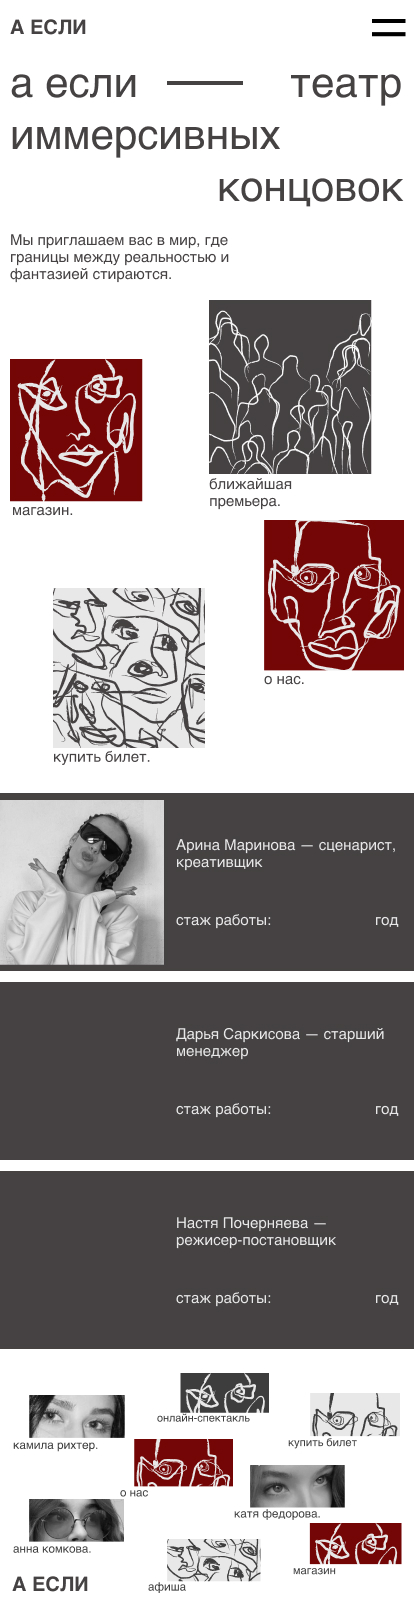 А ЕСЛИ
а если — театр
иммерсивных
концовок
Мы приглашаем вас в мир, где
границы между реальностью и
фантазией стираются.
магазин.
ближайшая
премьера.
о нас.
купить билет.
Арина Маринова — сценарист,
креативщик
стаж работы: год
Дарья Саркисова — старший
менеджер
стаж работы: год
Настя Почерняева —
режисер-постановщик
стаж работы: год
онлайн-спектакль
камила рихтер.
купить билет
о нас
катя федорова.
анна комкова.
магазин
А ЕСЛИ
афиша